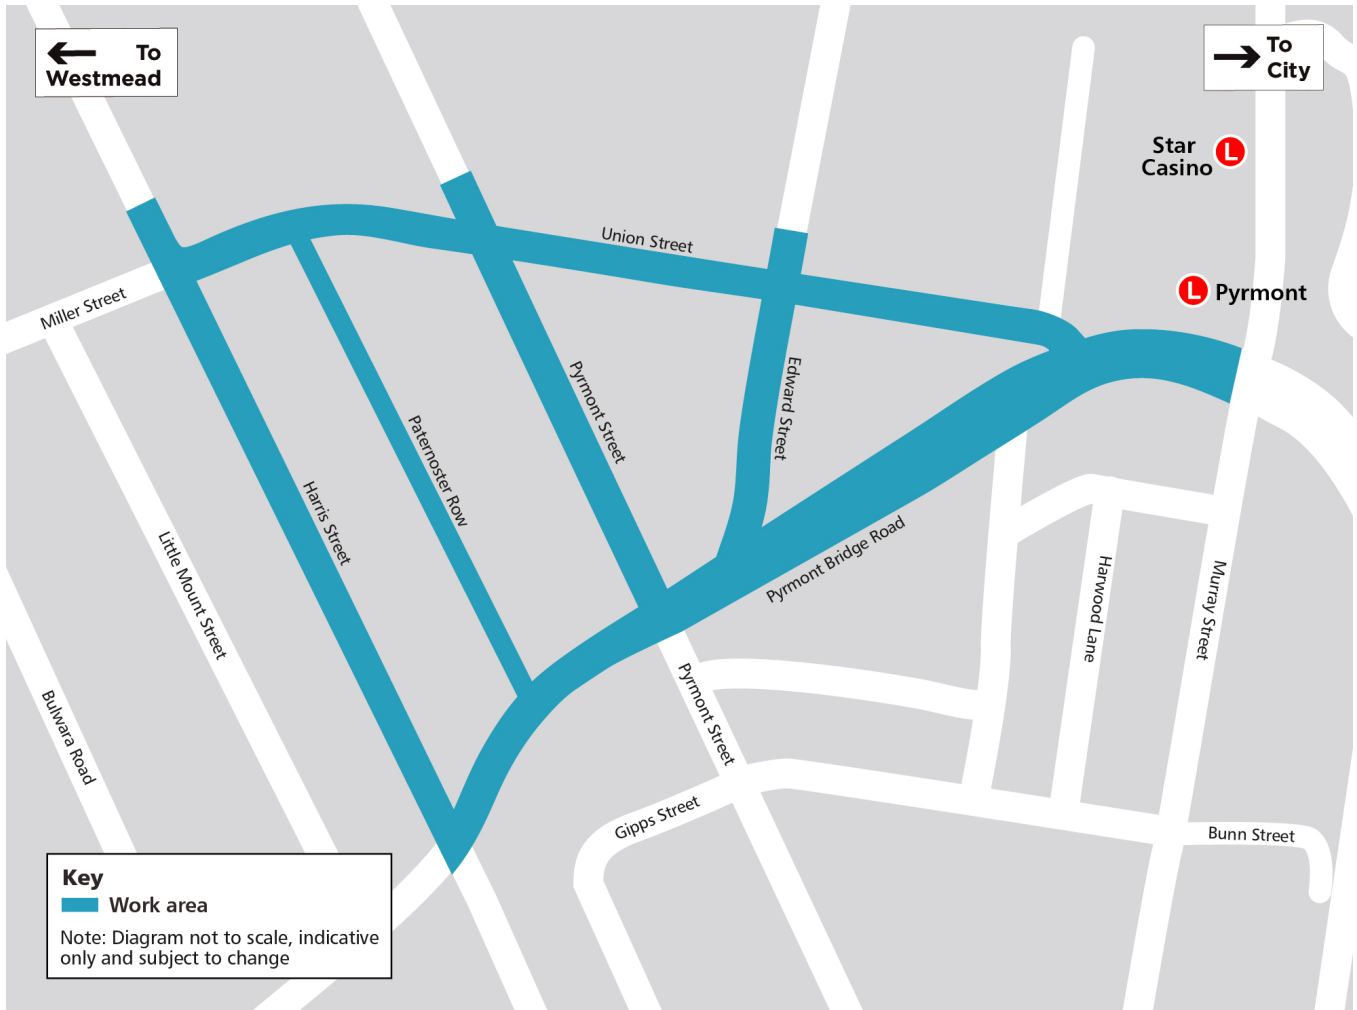 To
Westmead
To
City
Star
Casino
L
L
Pyrmont
Union Street
Miller Street
Pyrmont Street
Edward Street
Paternoster Row
Harris Street
Little Mount Street
Pyrmont Bridge Road
Harwood Lane
Murray Street
Bulwara Road
Pyrmont Street
Gipps Street
Bunn Street
Key
Work area
Note: Diagram not to scale, indicative
only and subject to change